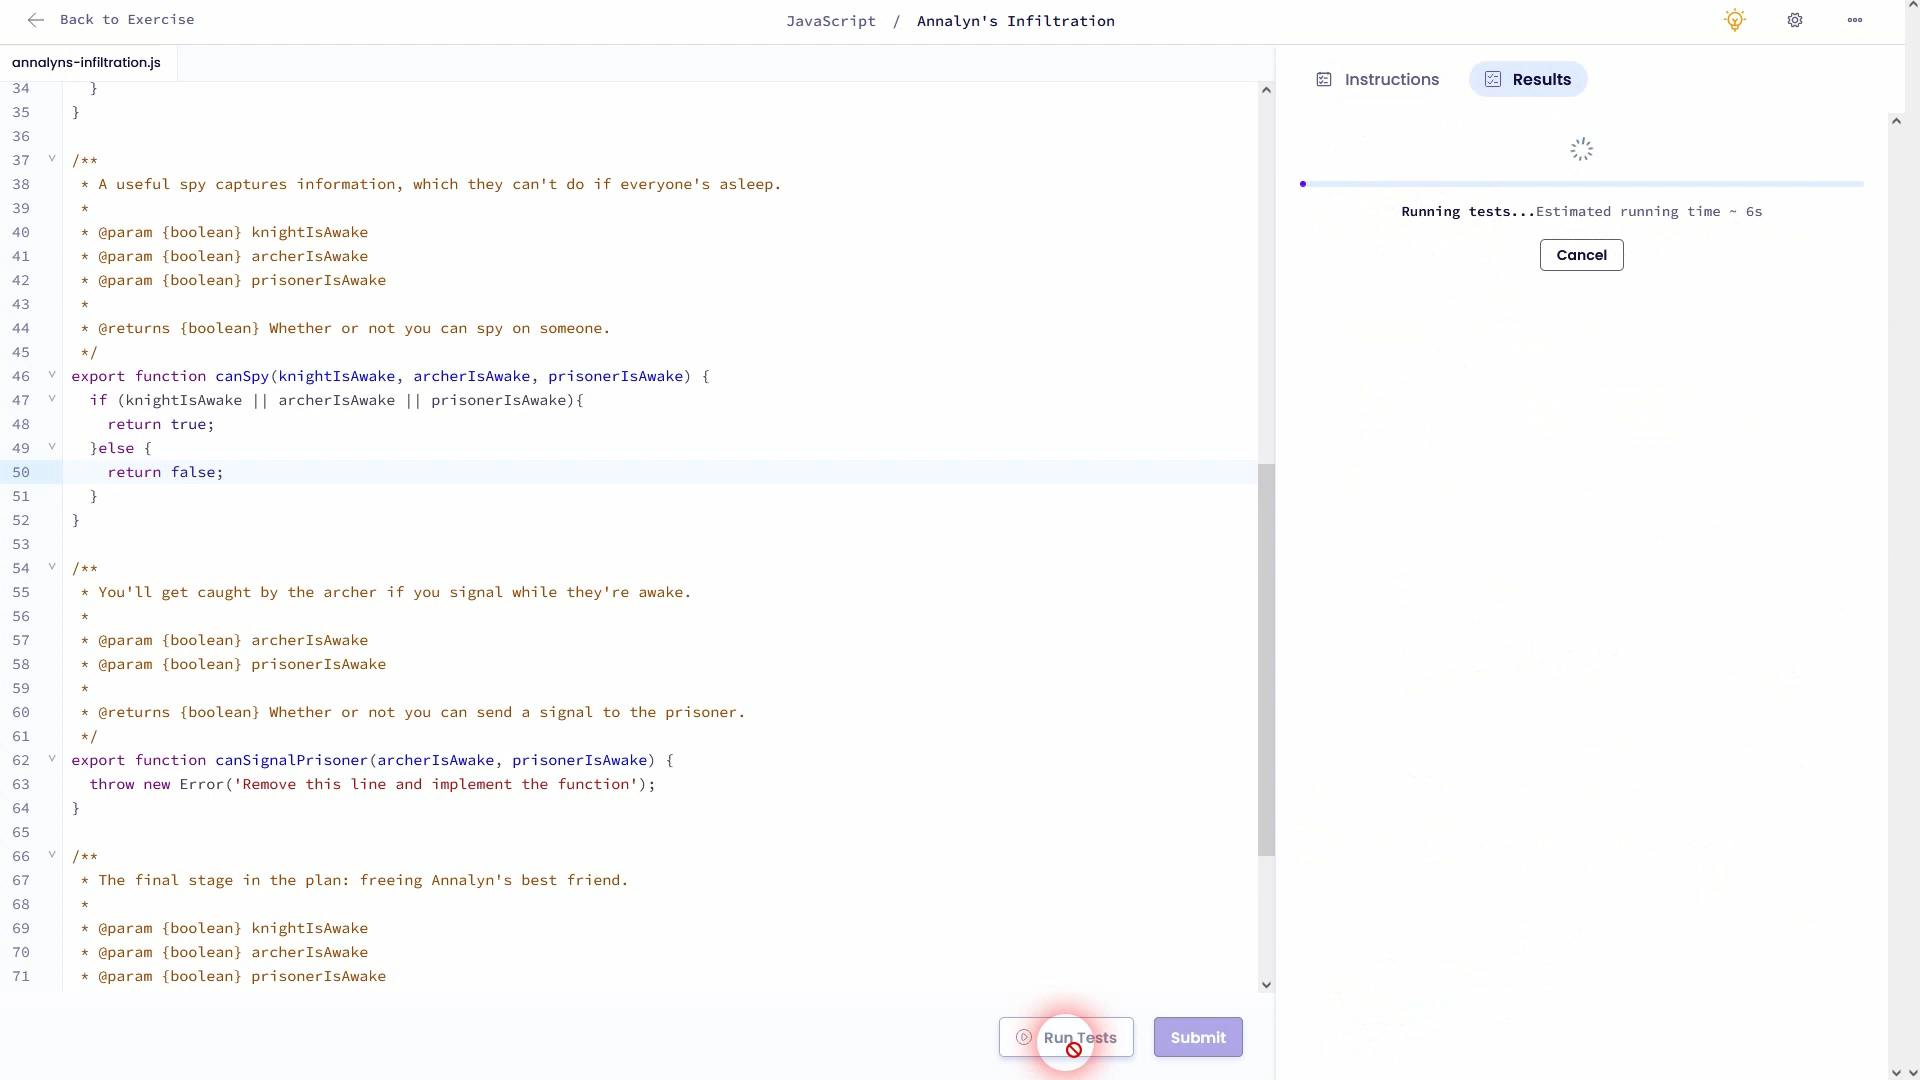 Back to Exercise
JavaScript / Annalyn's Infiltration
annalyns-infiltration.js
34 }
35 }
36
37 /**
38 * A useful spy captures information, which they can't do if everyone's asleep.
39 *
40 * @param {boolean} knightIsAwake
41 * @param {boolean} archerIsAwake
42 * @param {boolean} prisonerIsAwake
43 *
44 * @returns {boolean} Whether or not you can spy on someone.
45 */
46 export function canSpy(knightIsAwake, archerIsAwake, prisonerIsAwake) {
47 if (knightIsAwake || archerIsAwake || prisonerIsAwake){
48 return true;
49 }else {
50 return false;
51 }
52 }
53
54 /**
55 * You'll get caught by the archer if you signal while they're awake.
56 *
57 * @param {boolean} archerIsAwake
58 * @param {boolean} prisonerIsAwake
59 *
60 * @returns {boolean} Whether or not you can send a signal to the prisoner.
61 */
62 export function canSignalPrisoner(archerIsAwake, prisonerIsAwake) {
63 throw new Error('Remove this line and implement the function');
64 }
65
66 /**
67 * The final stage in the plan: freeing Annalyn's best friend.
68 *
69 * @param {boolean} knightIsAwake
70 * @param {boolean} archerIsAwake
71 * @param {boolean} prisonerIsAwake
Run Tests
Submit
Instructions
Results
Running tests...Estimated running time ~ 6s
Cancel